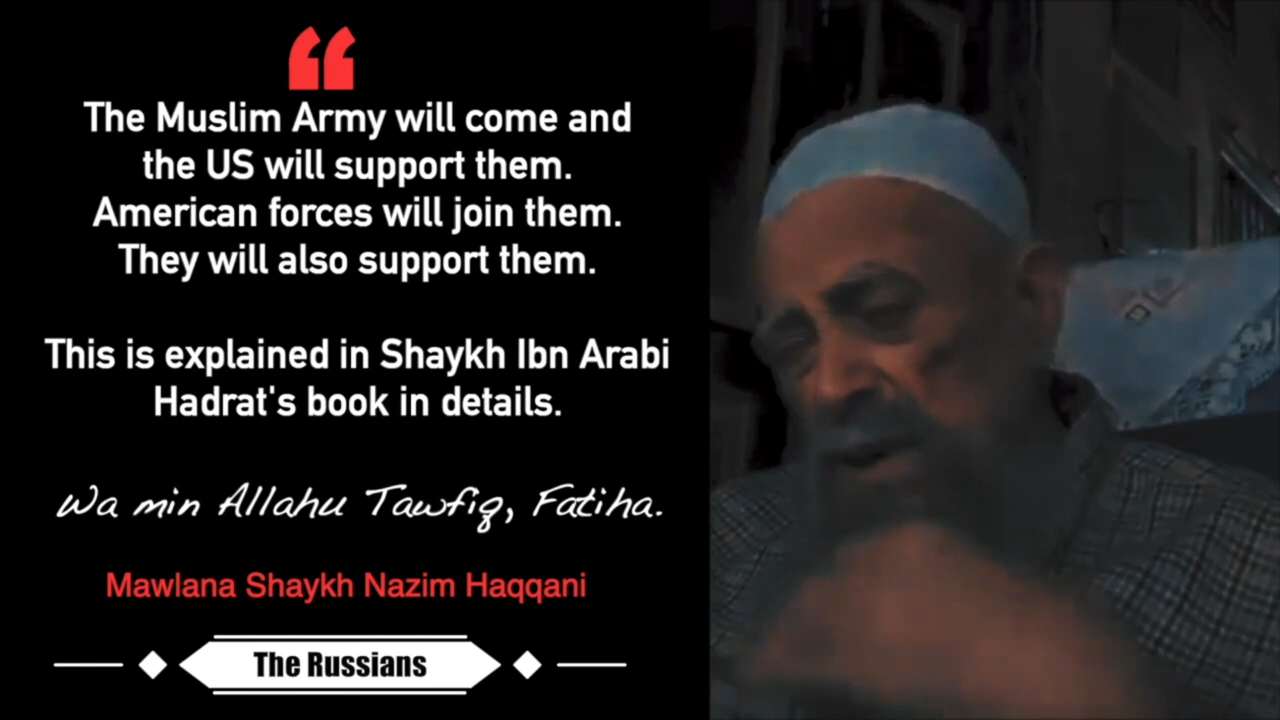 The Muslim Army will come and
the US will support them.
American forces will join them.
They will also support them.
This is explained in Shaykh Ibn Arabi
Hadrat's book in details.
Wa min Allahu Tawfiq, Fatiha.
Mawlana Shaykh Nazim Haqqani
The Russians